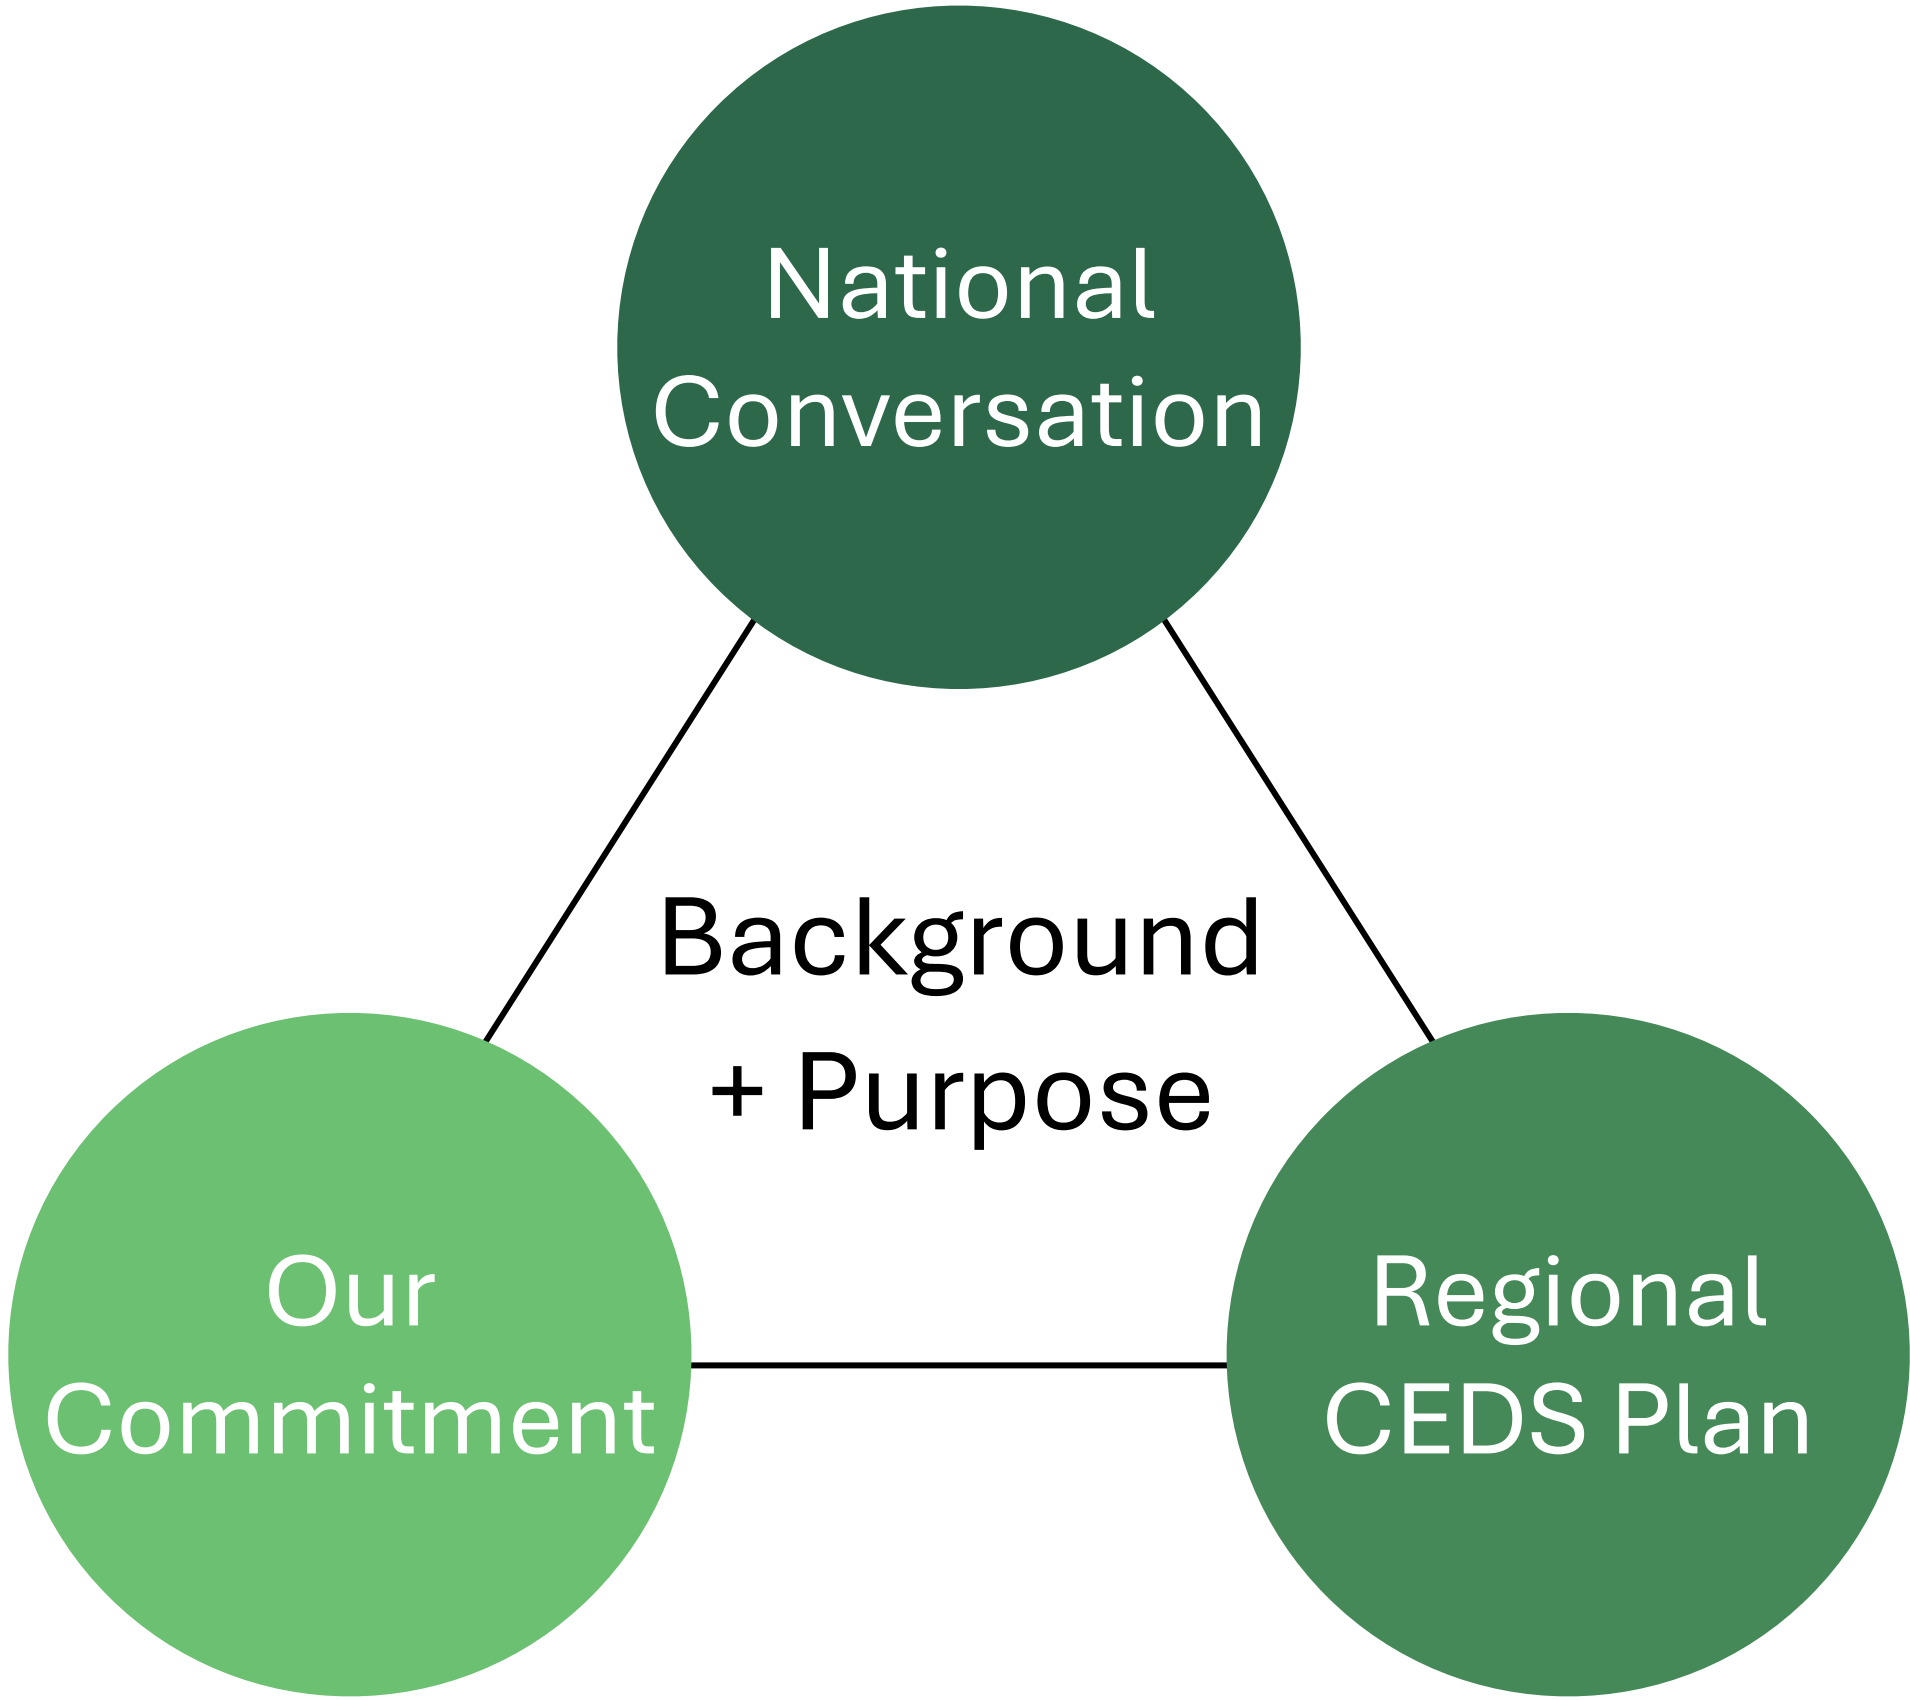 National
Conversation
Background
+ Purpose
Our
Commitment
Regional
CEDS Plan